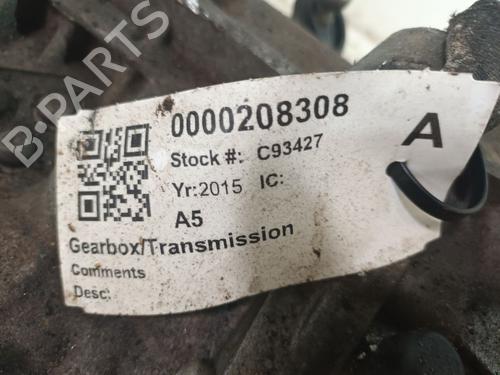 B-PARTS
0000208308
A
Stock #: C93427
Yr:2015 IC:
A5
Gearbox/Transmission
Comments
Desc: